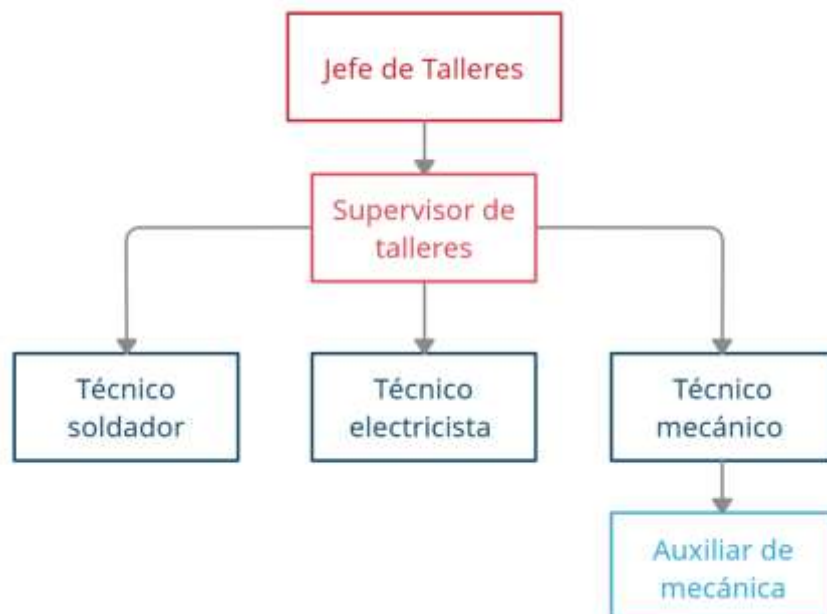 Jefe de Talleres
Supervisor de
talleres
Técnico
soldador
Técnico
electricista
Técnico
mecánico
Auxiliar de
mecánica